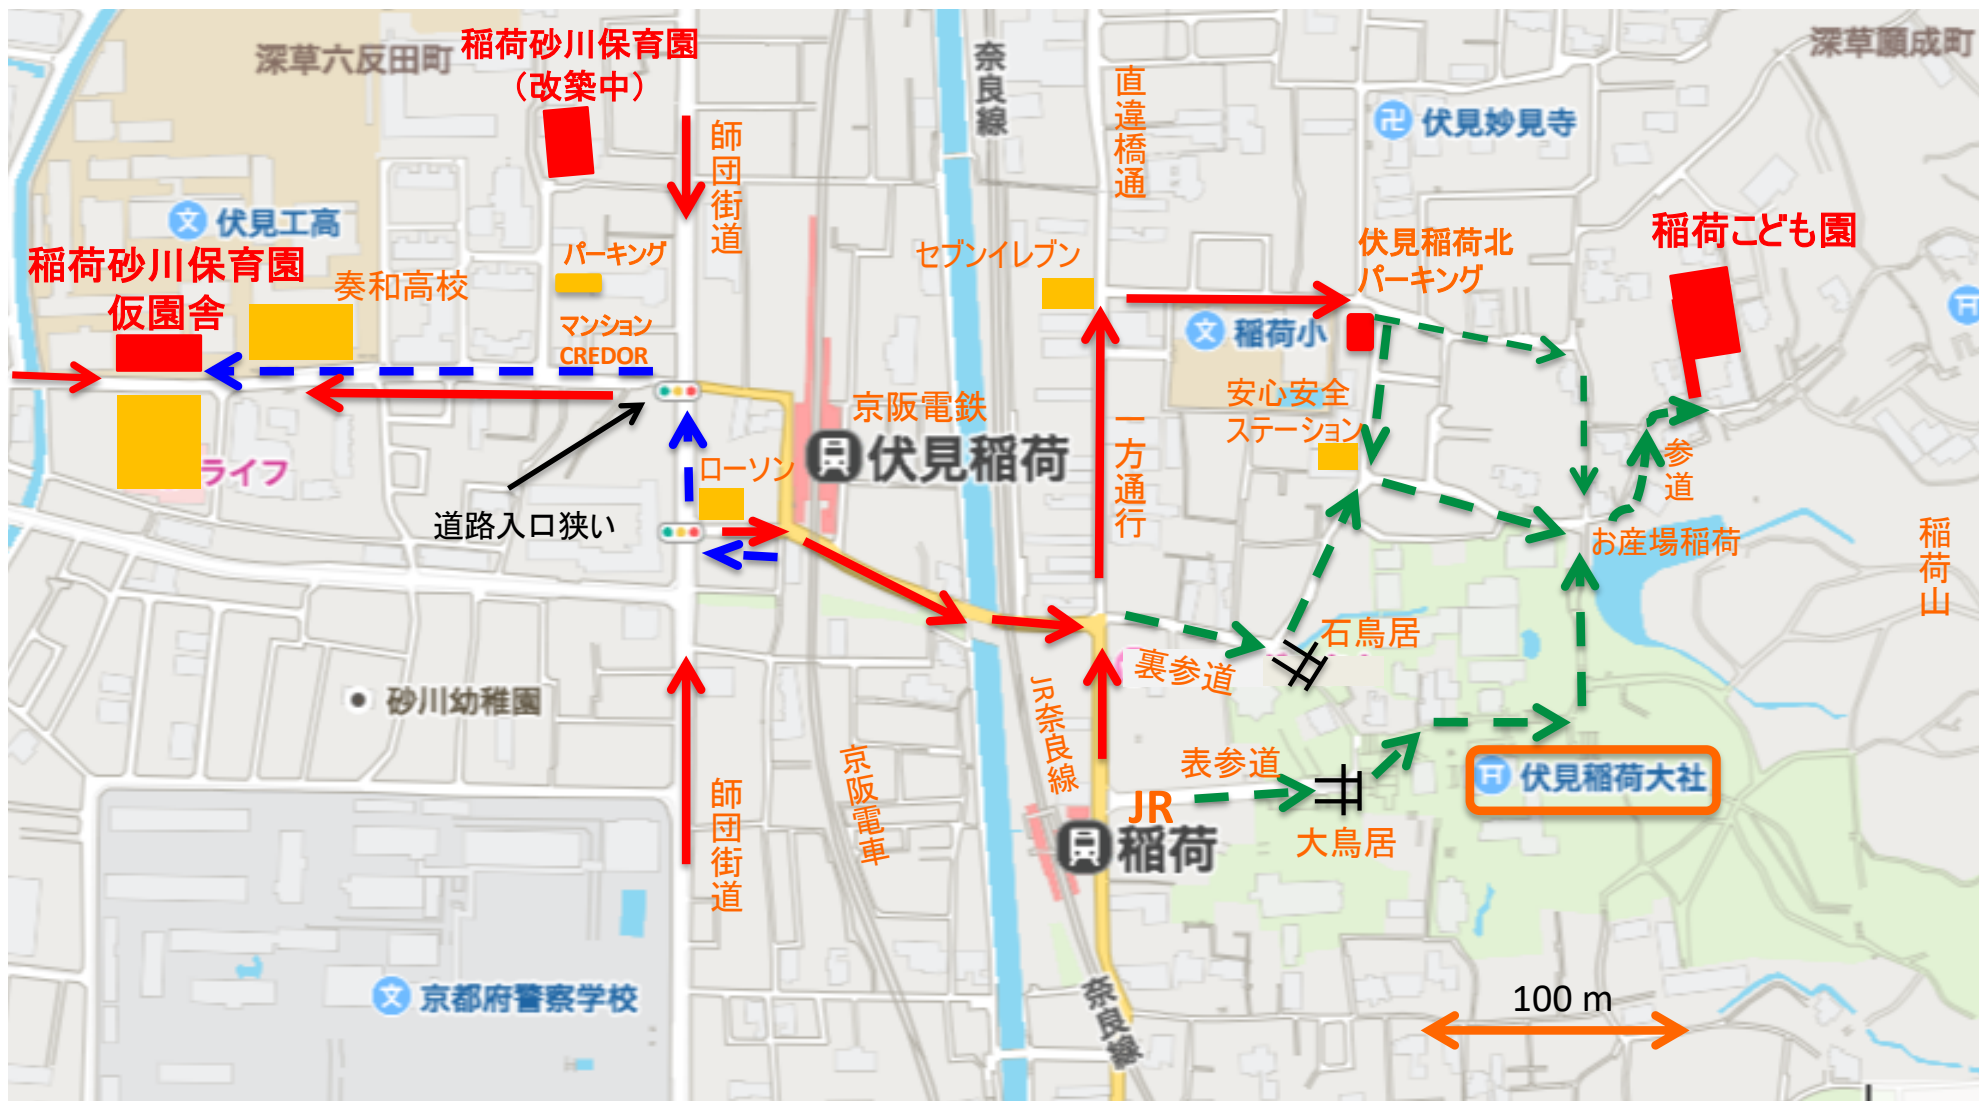 深草六反田町
稲荷砂川保育園
（改築中）
奈良線
直違橋通
師団街道
深草願成町
伏見妙見寺
伏見工高
稲荷砂川保育園
仮園舎
奏和高校
パーキング
マンション
CREDOR
セブンイレブン
伏見稲荷北
パーキング
稲荷こども園
稲荷小
安心安全
ステーション
京阪電鉄
伏見稲荷
ローソン
一方通行
参道
ライフ
道路入口狭い
お産場稲荷
稲荷山
石鳥居
裏参道
砂川幼稚園
JR奈良線
京阪電車
表参道
JR
稲荷
大鳥居
伏見稲荷大社
師団街道
京都府警察学校
奈良線
100 m